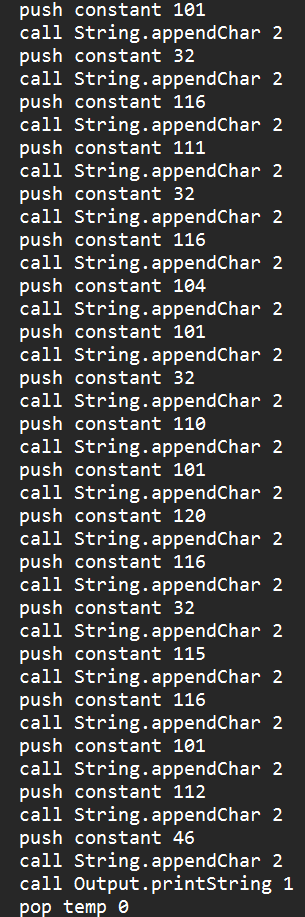 push constant 101
call String.appendChar 2
push constant 32
call String.appendChar 2
push constant 116
call String.appendChar 2
push constant 111
call String.appendChar 2
push constant 32
call String.appendChar 2
push constant 116
call String.appendChar 2
push constant 104
call String.appendChar 2
push constant 101
call String.appendChar 2
push constant 32
call String.appendChar 2
push constant 110
call String.appendChar 2
push constant 101
call String.appendChar 2
push constant 120
call String.appendChar 2
push constant 116
call String.appendChar 2
push constant 32
call String.appendChar 2
push constant 115
call String.appendChar 2
push constant 116
call String.appendChar 2
push constant 101
call String.appendChar 2
push constant 112
call String.appendChar 2
push constant 46
call String.appendChar 2
call Output.printString 1
pop temp 0